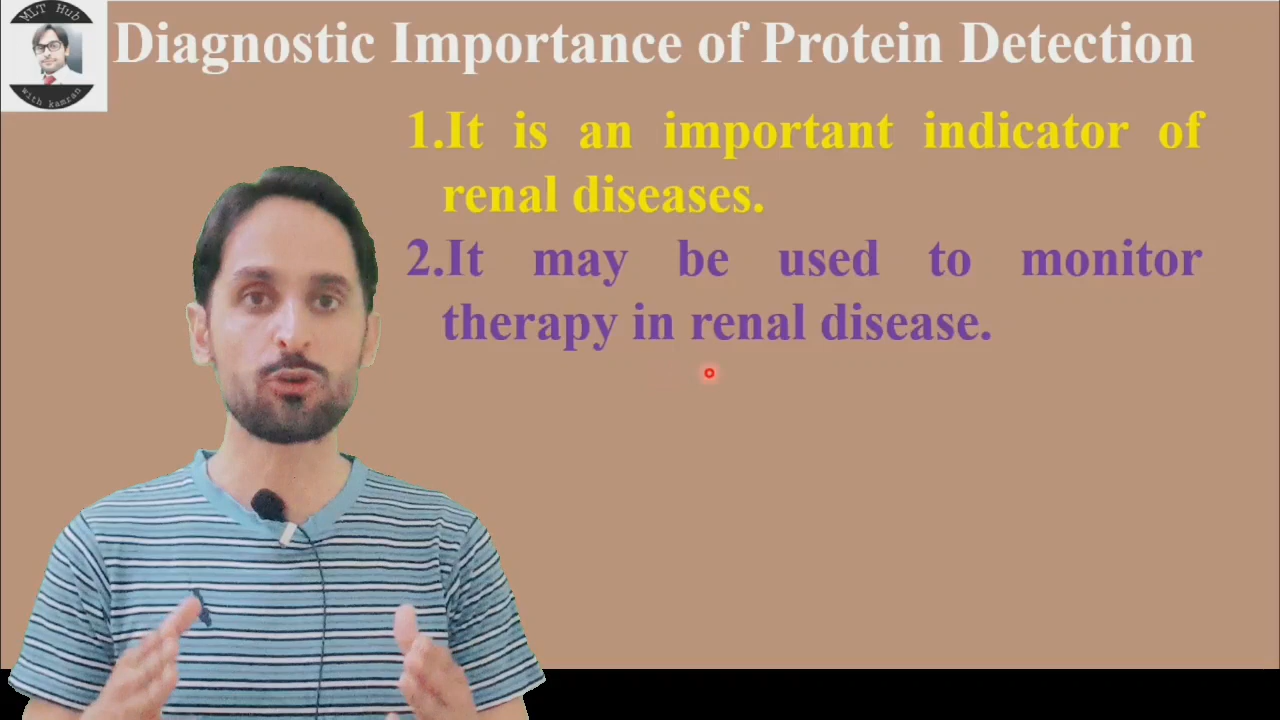 MLT Hub
with kamran
Diagnostic Importance of Protein Detection
1.It is an important indicator of
renal diseases.
2.It may be used to monitor
therapy in renal disease.